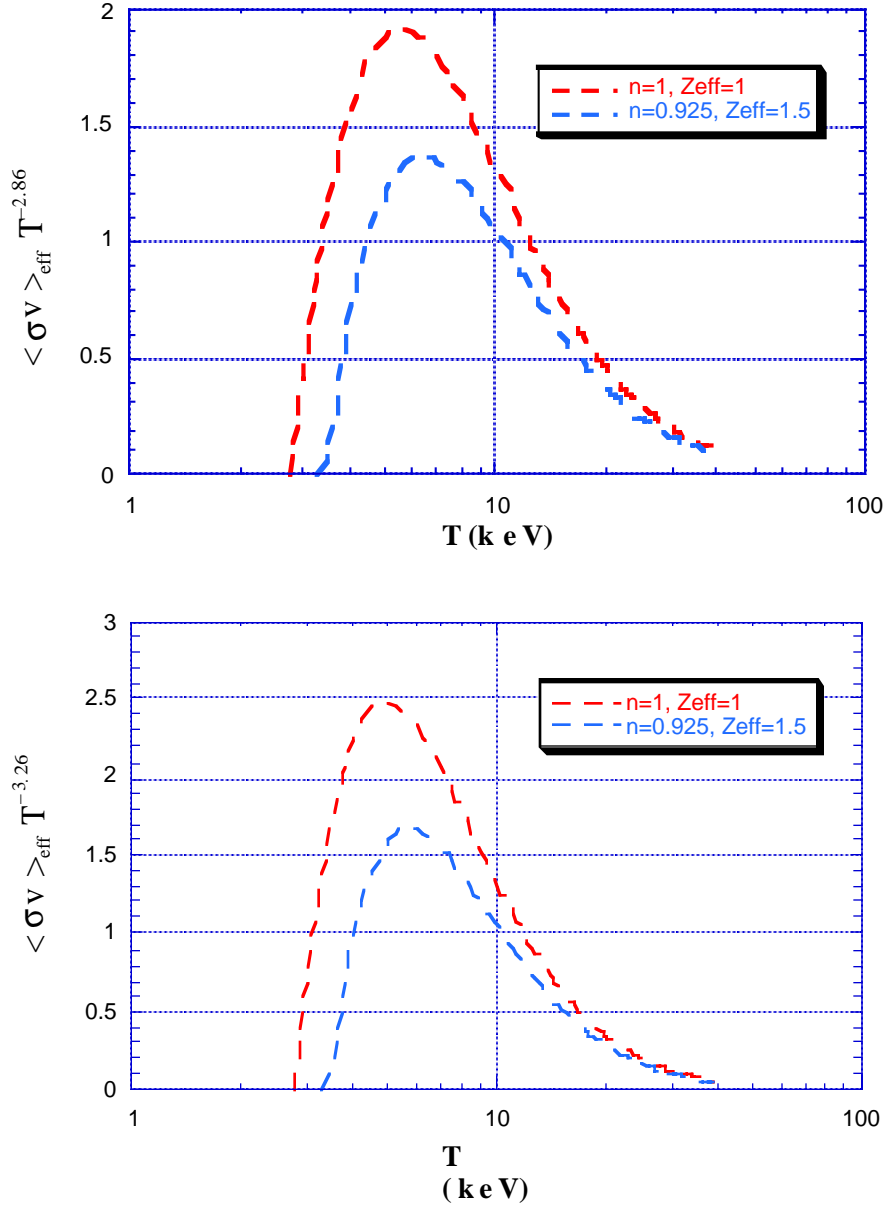 2
n=1, Zeff=1
n=0.925, Zeff=1.5
1.5
1
0.5
0
< σv >eff T^-2.86
1
10
100
T (k e V)
3
2.5
n=1, Zeff=1
n=0.925, Zeff=1.5
2
1.5
1
0.5
0
< σv >eff T^-3.26
1
10
100
T
( k e V)